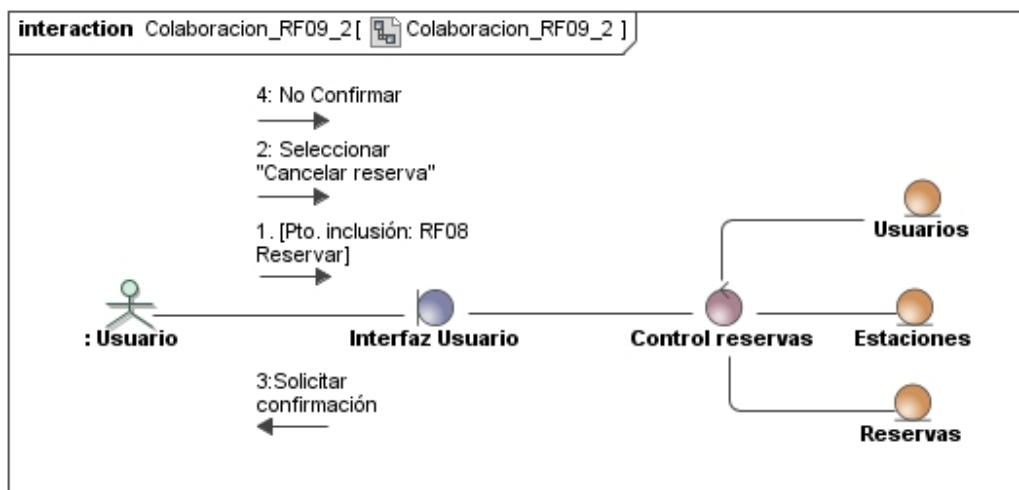 interaction Colaboracion_RF09_2[ Colaboracion_RF09_2 ]
4: No Confirmar
2: Seleccionar
"Cancelar reserva"
1. [Pto. inclusión: RF08
Reservar]
Usuarios
: Usuario
Interfaz Usuario
Control reservas
Estaciones
3:Solicitar
confirmación
Reservas